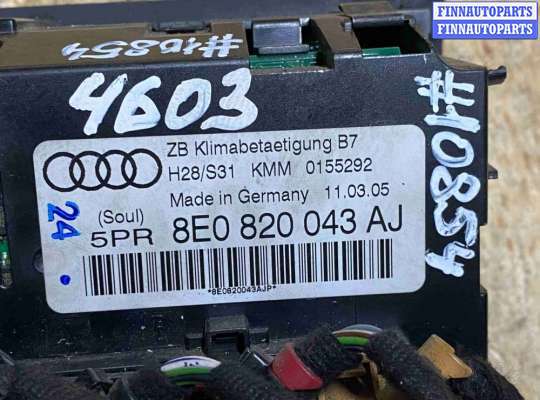 FINNAUTOPARTS
FINNAUTOPARTS
#10854
4603
#10854
ZB Klimabetaetigung B7
H28/S31 KMM 0155292
Made in Germany 11.03.05
(Soul)
5PR 8E0 820 043 AJ
24
*8E0820043AJP*